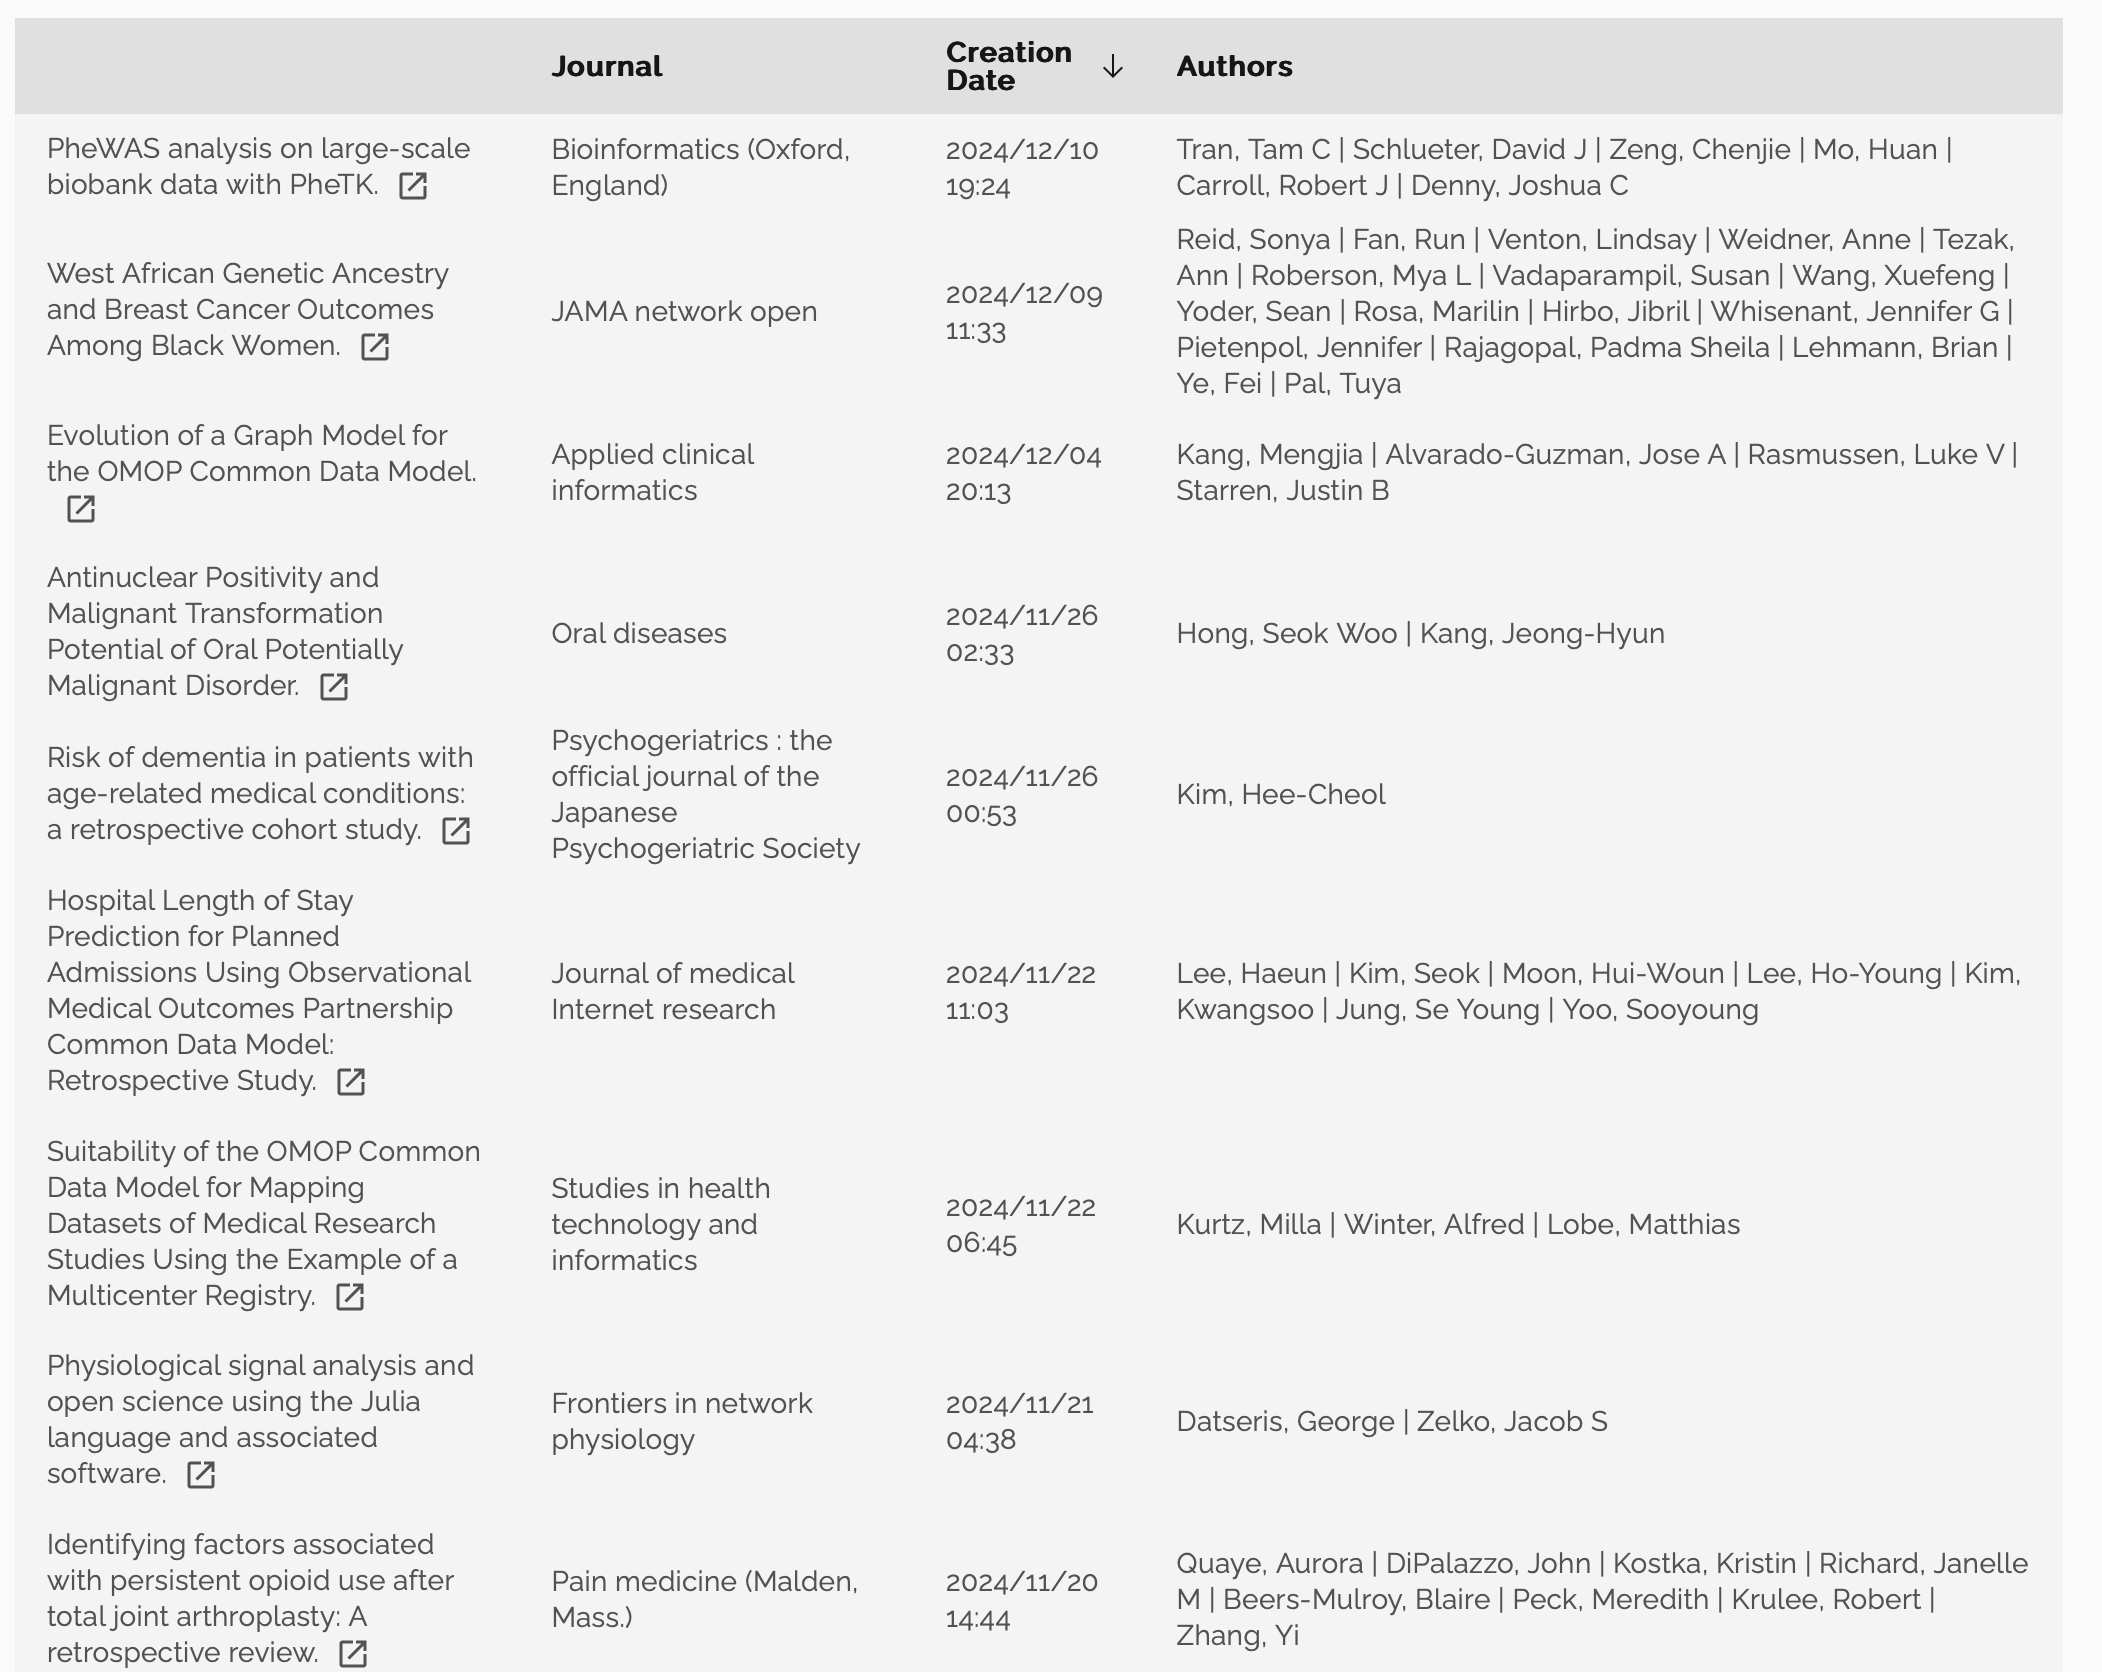 Journal
Creation
Date
Authors
PheWAS analysis on large-scale
biobank data with PheTK.
Bioinformatics (Oxford,
England)
2024/12/10
19:24
Tran, Tam C | Schlueter, David J | Zeng, Chenjie | Mo, Huan |
Carroll, Robert J | Denny, Joshua C
West African Genetic Ancestry
and Breast Cancer Outcomes
Among Black Women.
JAMA network open
2024/12/09
11:33
Reid, Sonya | Fan, Run | Venton, Lindsay | Weidner, Anne | Tezak,
Ann | Roberson, Mya L | Vadaparampil, Susan | Wang, Xuefeng |
Yoder, Sean | Rosa, Marilin | Hirbo, Jibril | Whisenant, Jennifer G |
Pietenpol, Jennifer | Rajagopal, Padma Sheila | Lehmann, Brian |
Ye, Fei | Pal, Tuya
Evolution of a Graph Model for
the OMOP Common Data Model.
Applied clinical
informatics
2024/12/04
20:13
Kang, Mengjia | Alvarado-Guzman, Jose A | Rasmussen, Luke V |
Starren, Justin B
Antinuclear Positivity and
Malignant Transformation
Potential of Oral Potentially
Malignant Disorder.
Oral diseases
2024/11/26
02:33
Hong, Seok Woo | Kang, Jeong-Hyun
Risk of dementia in patients with
age-related medical conditions:
a retrospective cohort study.
Psychogeriatrics : the
official journal of the
Japanese
Psychogeriatric Society
2024/11/26
00:53
Kim, Hee-Cheol
Hospital Length of Stay
Prediction for Planned
Admissions Using Observational
Medical Outcomes Partnership
Common Data Model:
Retrospective Study.
Journal of medical
Internet research
2024/11/22
11:03
Lee, Haeun | Kim, Seok | Moon, Hui-Woun | Lee, Ho-Young | Kim,
Kwangsoo | Jung, Se Young | Yoo, Sooyoung
Suitability of the OMOP Common
Data Model for Mapping
Datasets of Medical Research
Studies Using the Example of a
Multicenter Registry.
Studies in health
technology and
informatics
2024/11/22
06:45
Kurtz, Milla | Winter, Alfred | Lobe, Matthias
Physiological signal analysis and
open science using the Julia
language and associated
software.
Frontiers in network
physiology
2024/11/21
04:38
Datseris, George | Zelko, Jacob S
Identifying factors associated
with persistent opioid use after
total joint arthroplasty: A
retrospective review.
Pain medicine (Malden,
Mass.)
2024/11/20
14:44
Quaye, Aurora | DiPalazzo, John | Kostka, Kristin | Richard, Janelle
M | Beers-Mulroy, Blaire | Peck, Meredith | Krulee, Robert |
Zhang, Yi